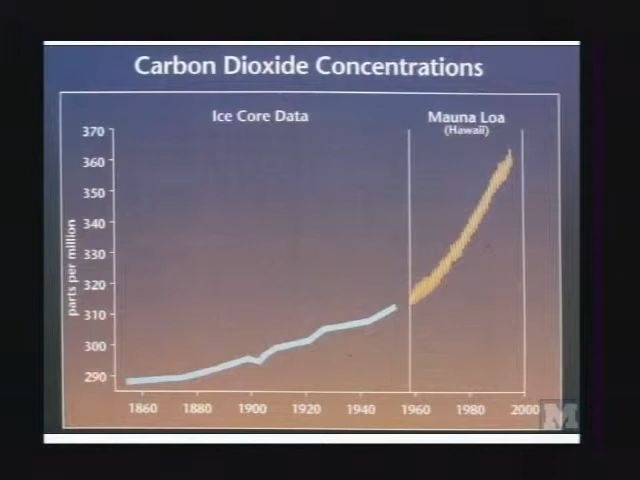 Carbon Dioxide Concentrations
Ice Core Data
Mauna Loa
(Hawaii)
370
360
350
340
330
320
310
300
290
parts per million
1860 1880 1900 1920 1940 1960 1980 2000
M